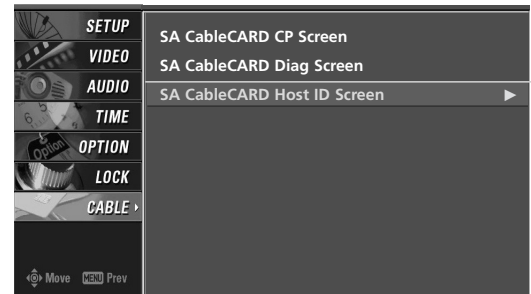 SETUP
VIDEO
AUDIO
TIME
OPTION
LOCK
CABLE
SA CableCARD CP Screen
SA CableCARD Diag Screen
SA CableCARD Host ID Screen
Move MENU Prev